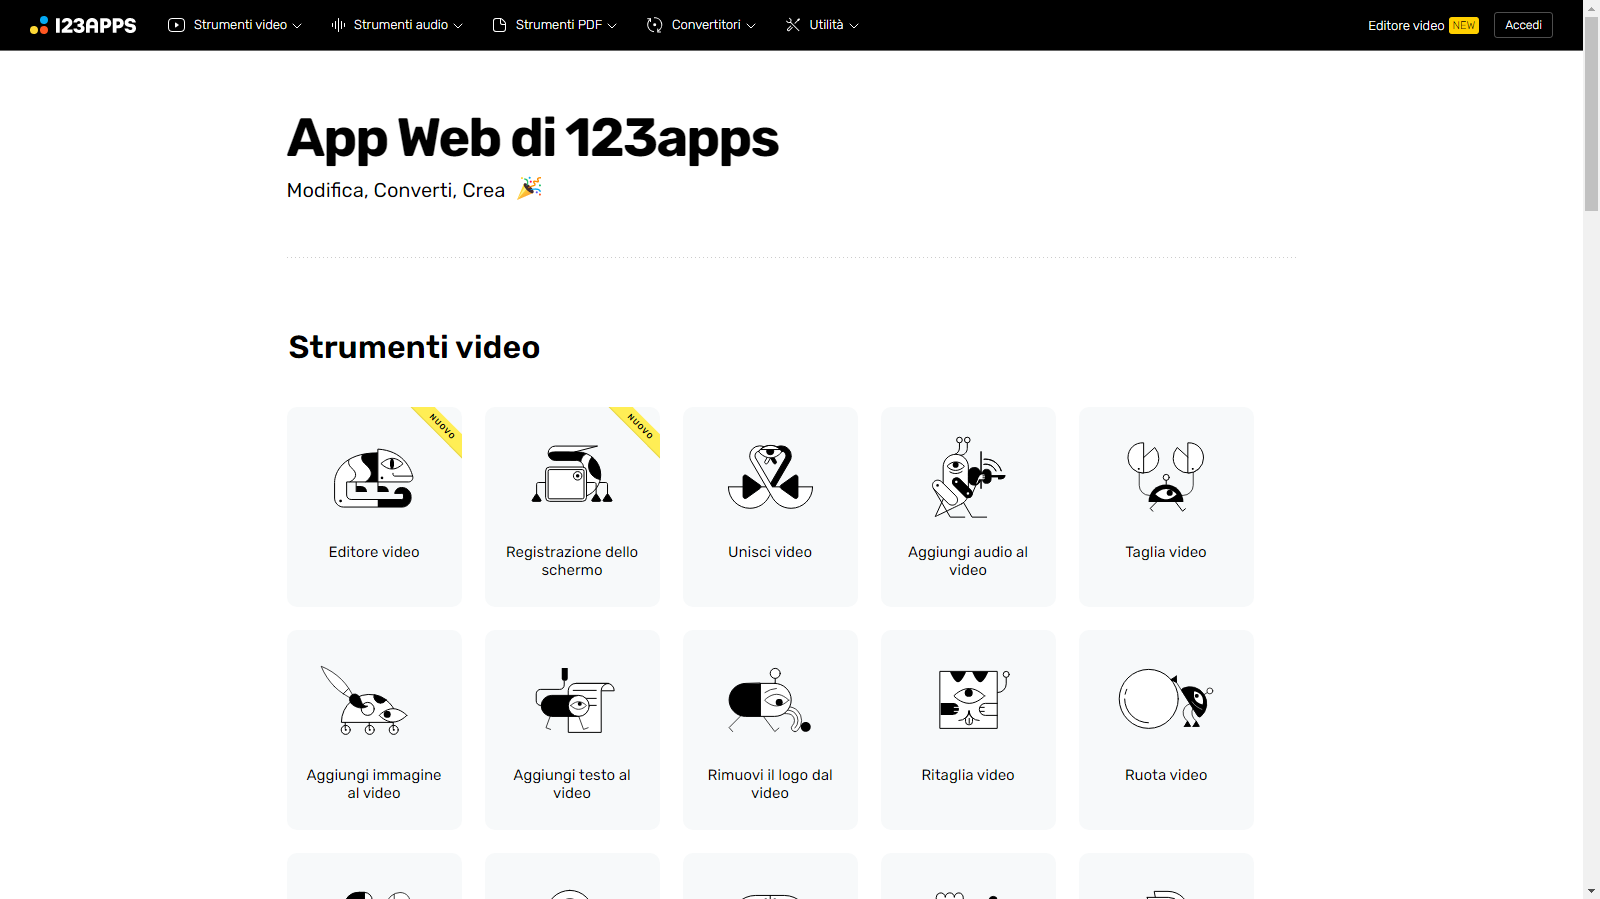 123APPS Strumenti video Strumenti audio Strumenti PDF Convertitori Utilità Editore video NEW Accedi
App Web di 123apps
Modifica, Converti, Crea 🎉
Strumenti video
NUOVO
NUOVO
Editore video
Registrazione dello
schermo
Unisci video
Aggiungi audio al
video
Taglia video
Aggiungi immagine
al video
Aggiungi testo al
video
Rimuovi il logo dal
video
Ritaglia video
Ruota video